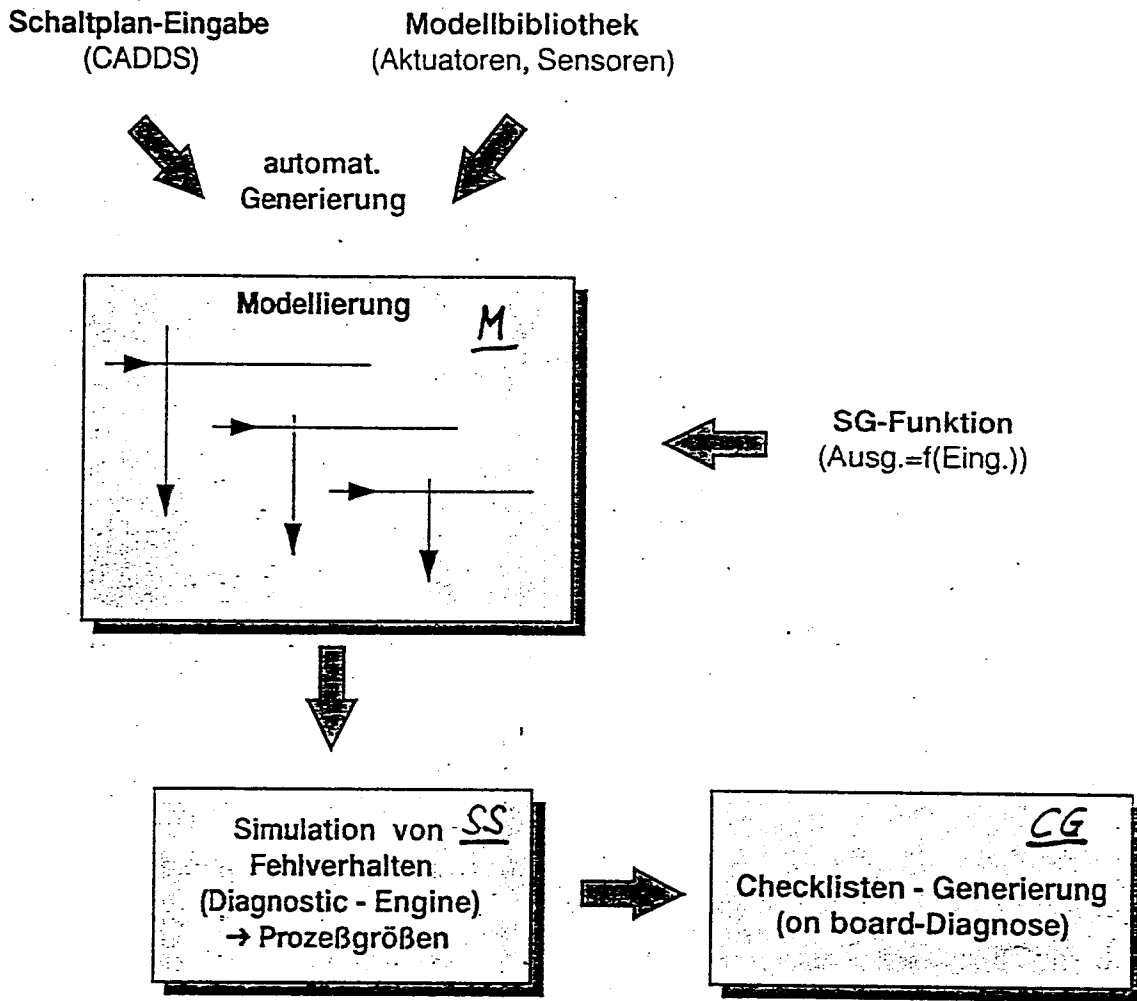 Schaltplan-Eingabe
(CADDS)
Modellbibliothek
(Aktuatoren, Sensoren)
automat.
Generierung
Modellierung
M
SG-Funktion
(Ausg.=f(Eing.))
Simulation von SS
Fehlverhalten
(Diagnostic - Engine)
→ Prozeßgrößen
CG
Checklisten - Generierung
(on board-Diagnose)